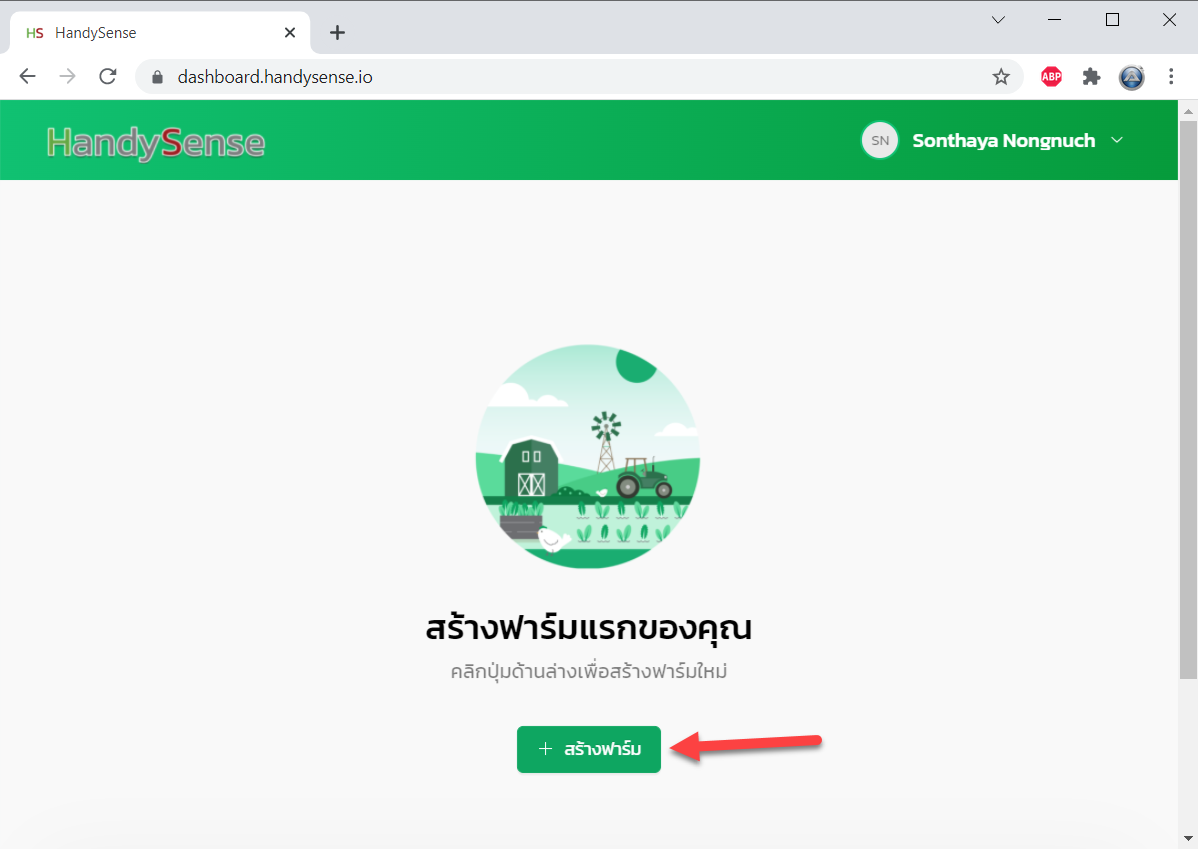 HS HandySense
dashboard.handysense.io
ABP
HandySense
SN Sonthaya Nongnuch
สร้างฟาร์มแรกของคุณ
คลิกปุ่มด้านล่างเพื่อสร้างฟาร์มใหม่
+ สร้างฟาร์ม